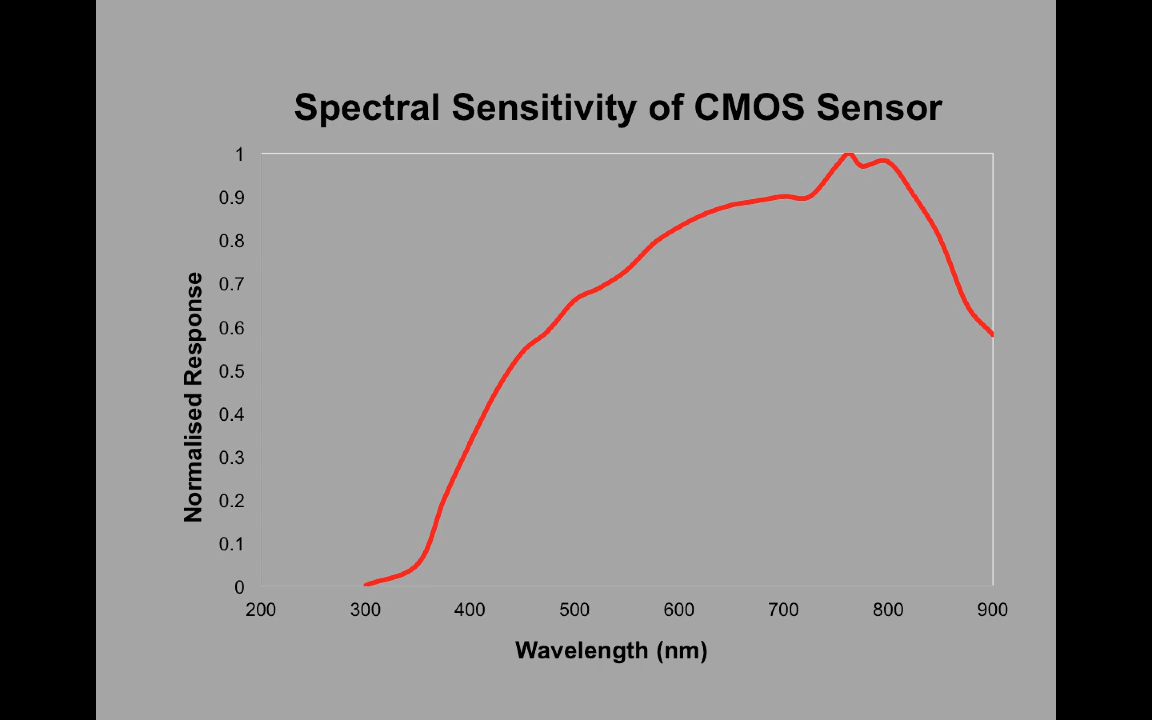 Spectral Sensitivity of CMOS Sensor
1
0.9
0.8
0.7
0.6
0.5
0.4
0.3
0.2
0.1
0
Normalised Response
200 300 400 500 600 700 800 900
Wavelength (nm)